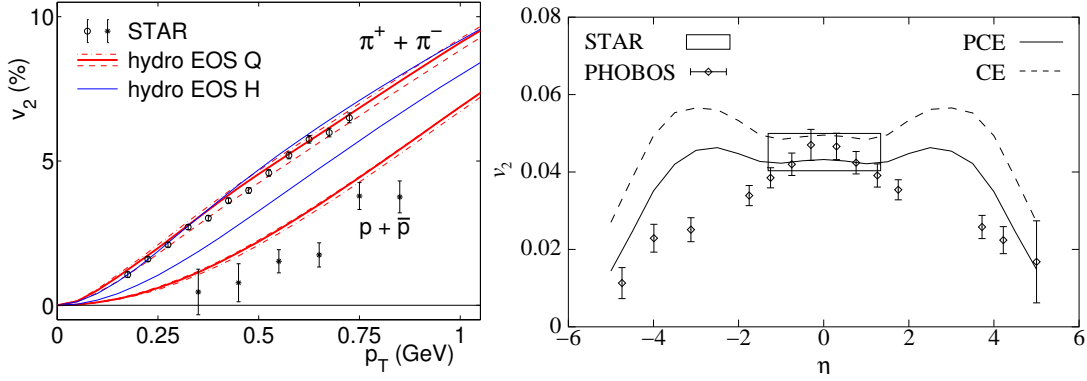 10
5
0
v₂ (%)
STAR
hydro EOS Q
hydro EOS H
π⁺ + π⁻
p + p̅
0 0.25 0.5 0.75 1
p_T (GeV)
0.08
0.06
0.04
0.02
0
v₂
STAR
PHOBOS
PCE
CE
−6 −4 −2 0 2 4 6
η